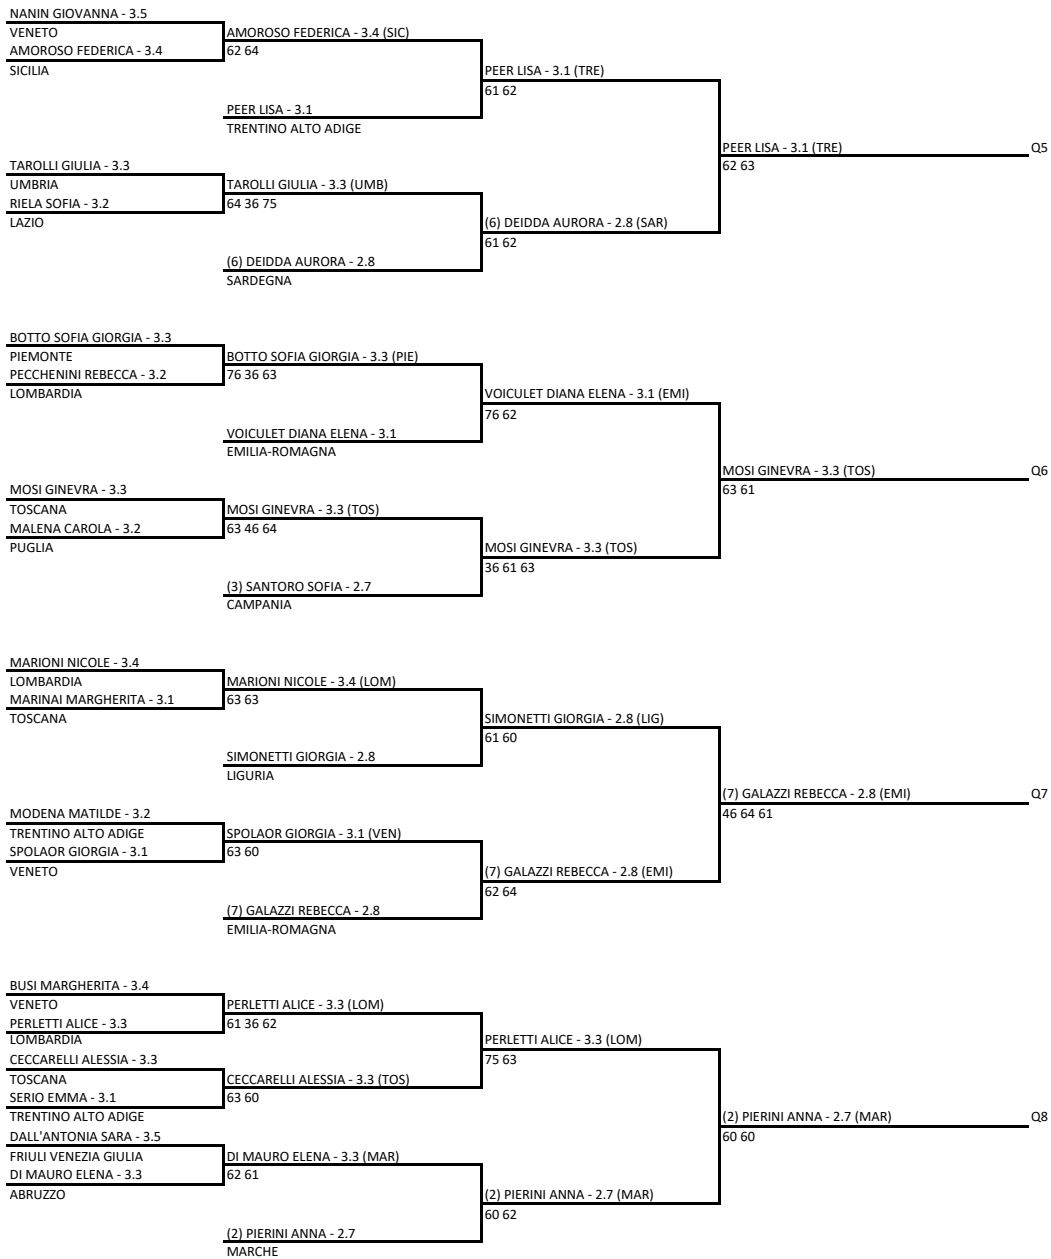 NANIN GIOVANNA - 3.5
VENETO
AMOROSO FEDERICA - 3.4 (SIC)
AMOROSO FEDERICA - 3.4
62 64
SICILIA
PEER LISA - 3.1 (TRE)
61 62
PEER LISA - 3.1
TRENTINO ALTO ADIGE
PEER LISA - 3.1 (TRE)
Q5
62 63
TAROLLI GIULIA - 3.3
UMBRIA
TAROLLI GIULIA - 3.3 (UMB)
RIELA SOFIA - 3.2
64 36 75
LAZIO
(6) DEIDDA AURORA - 2.8 (SAR)
61 62
(6) DEIDDA AURORA - 2.8
SARDEGNA
BOTTO SOFIA GIORGIA - 3.3
PIEMONTE
BOTTO SOFIA GIORGIA - 3.3 (PIE)
PECCHENINI REBECCA - 3.2
76 36 63
LOMBARDIA
VOICULET DIANA ELENA - 3.1 (EMI)
76 62
VOICULET DIANA ELENA - 3.1
EMILIA-ROMAGNA
MOSI GINEVRA - 3.3 (TOS)
Q6
63 61
MOSI GINEVRA - 3.3
TOSCANA
MOSI GINEVRA - 3.3 (TOS)
MALENA CAROLA - 3.2
63 46 64
PUGLIA
MOSI GINEVRA - 3.3 (TOS)
36 61 63
(3) SANTORO SOFIA - 2.7
CAMPANIA
MARIONI NICOLE - 3.4
LOMBARDIA
MARIONI NICOLE - 3.4 (LOM)
MARINAI MARGHERITA - 3.1
63 63
TOSCANA
SIMONETTI GIORGIA - 2.8 (LIG)
61 60
SIMONETTI GIORGIA - 2.8
LIGURIA
(7) GALAZZI REBECCA - 2.8 (EMI)
Q7
46 64 61
MODENA MATILDE - 3.2
TRENTINO ALTO ADIGE
SPOLAOR GIORGIA - 3.1 (VEN)
SPOLAOR GIORGIA - 3.1
63 60
VENETO
(7) GALAZZI REBECCA - 2.8 (EMI)
62 64
(7) GALAZZI REBECCA - 2.8
EMILIA-ROMAGNA
BUSI MARGHERITA - 3.4
VENETO
PERLETTI ALICE - 3.3 (LOM)
PERLETTI ALICE - 3.3
61 36 62
LOMBARDIA
PERLETTI ALICE - 3.3 (LOM)
75 63
CECCARELLI ALESSIA - 3.3
TOSCANA
CECCARELLI ALESSIA - 3.3 (TOS)
SERIO EMMA - 3.1
63 60
TRENTINO ALTO ADIGE
(2) PIERINI ANNA - 2.7 (MAR)
Q8
60 60
DALL'ANTONIA SARA - 3.5
FRIULI VENEZIA GIULIA
DI MAURO ELENA - 3.3 (MAR)
DI MAURO ELENA - 3.3
62 61
ABRUZZO
(2) PIERINI ANNA - 2.7 (MAR)
60 62
(2) PIERINI ANNA - 2.7
MARCHE